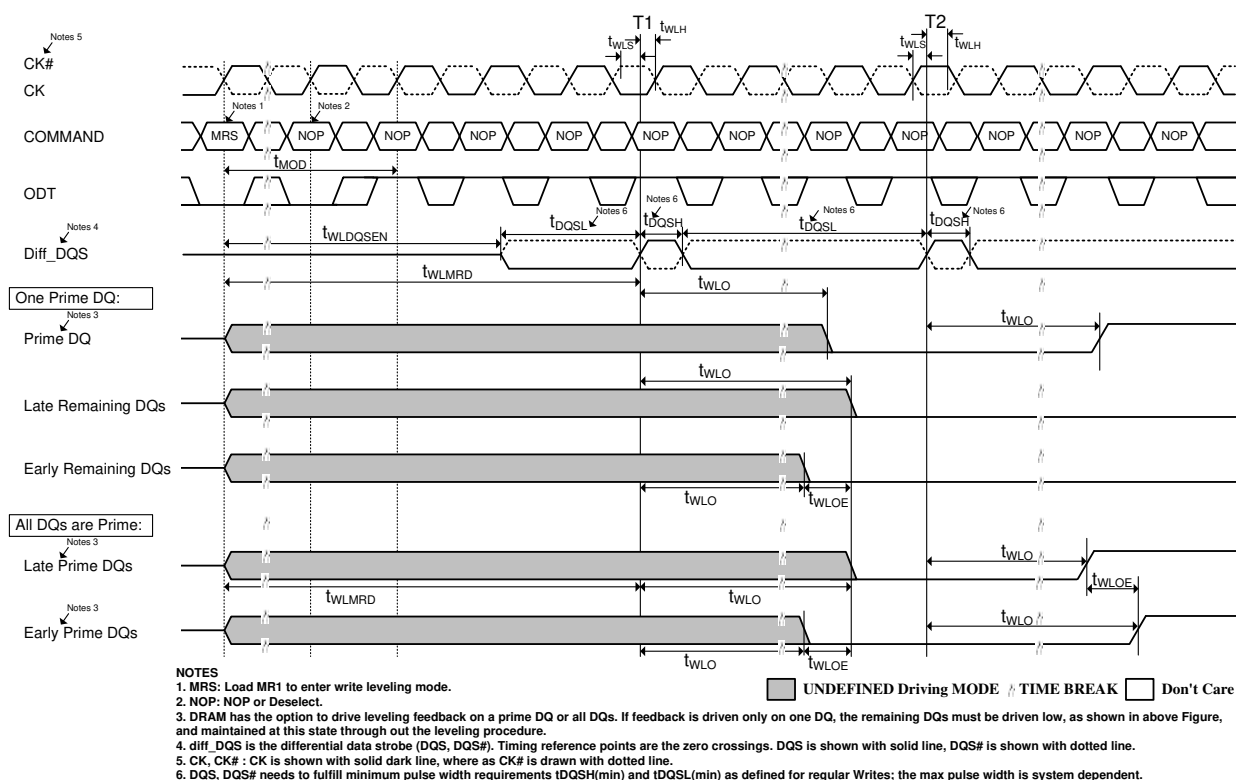 T1 T2
tWLS tWLH tWLS tWLH
Notes 5
CK#
CK
Notes 1 Notes 2
COMMAND MRS NOP NOP NOP NOP NOP NOP NOP NOP NOP NOP NOP
tMOD
ODT
Notes 6 Notes 6 Notes 6 Notes 6
tDQSL tDQSH tDQSL tDQSH
Notes 4
tWLDQSEN
Diff_DQS
tWLMRD
tWLO
One Prime DQ:
Notes 3
tWLO
Prime DQ
tWLO
Late Remaining DQs
Early Remaining DQs
tWLO tWLOE
All DQs are Prime:
Notes 3
tWLO
Late Prime DQs
tWLOE
tWLMRD tWLO
Notes 3
tWLO
Early Prime DQs
tWLO tWLOE
NOTES
1. MRS: Load MR1 to enter write leveling mode.
UNDEFINED Driving MODE TIME BREAK Don't Care
2. NOP: NOP or Deselect.
3. DRAM has the option to drive leveling feedback on a prime DQ or all DQs. If feedback is driven only on one DQ, the remaining DQs must be driven low, as shown in above Figure,
and maintained at this state through out the leveling procedure.
4. diff_DQS is the differential data strobe (DQS, DQS#). Timing reference points are the zero crossings. DQS is shown with solid line, DQS# is shown with dotted line.
5. CK, CK# : CK is shown with solid dark line, where as CK# is drawn with dotted line.
6. DQS, DQS# needs to fulfill minimum pulse width requirements tDQSH(min) and tDQSL(min) as defined for regular Writes; the max pulse width is system dependent.